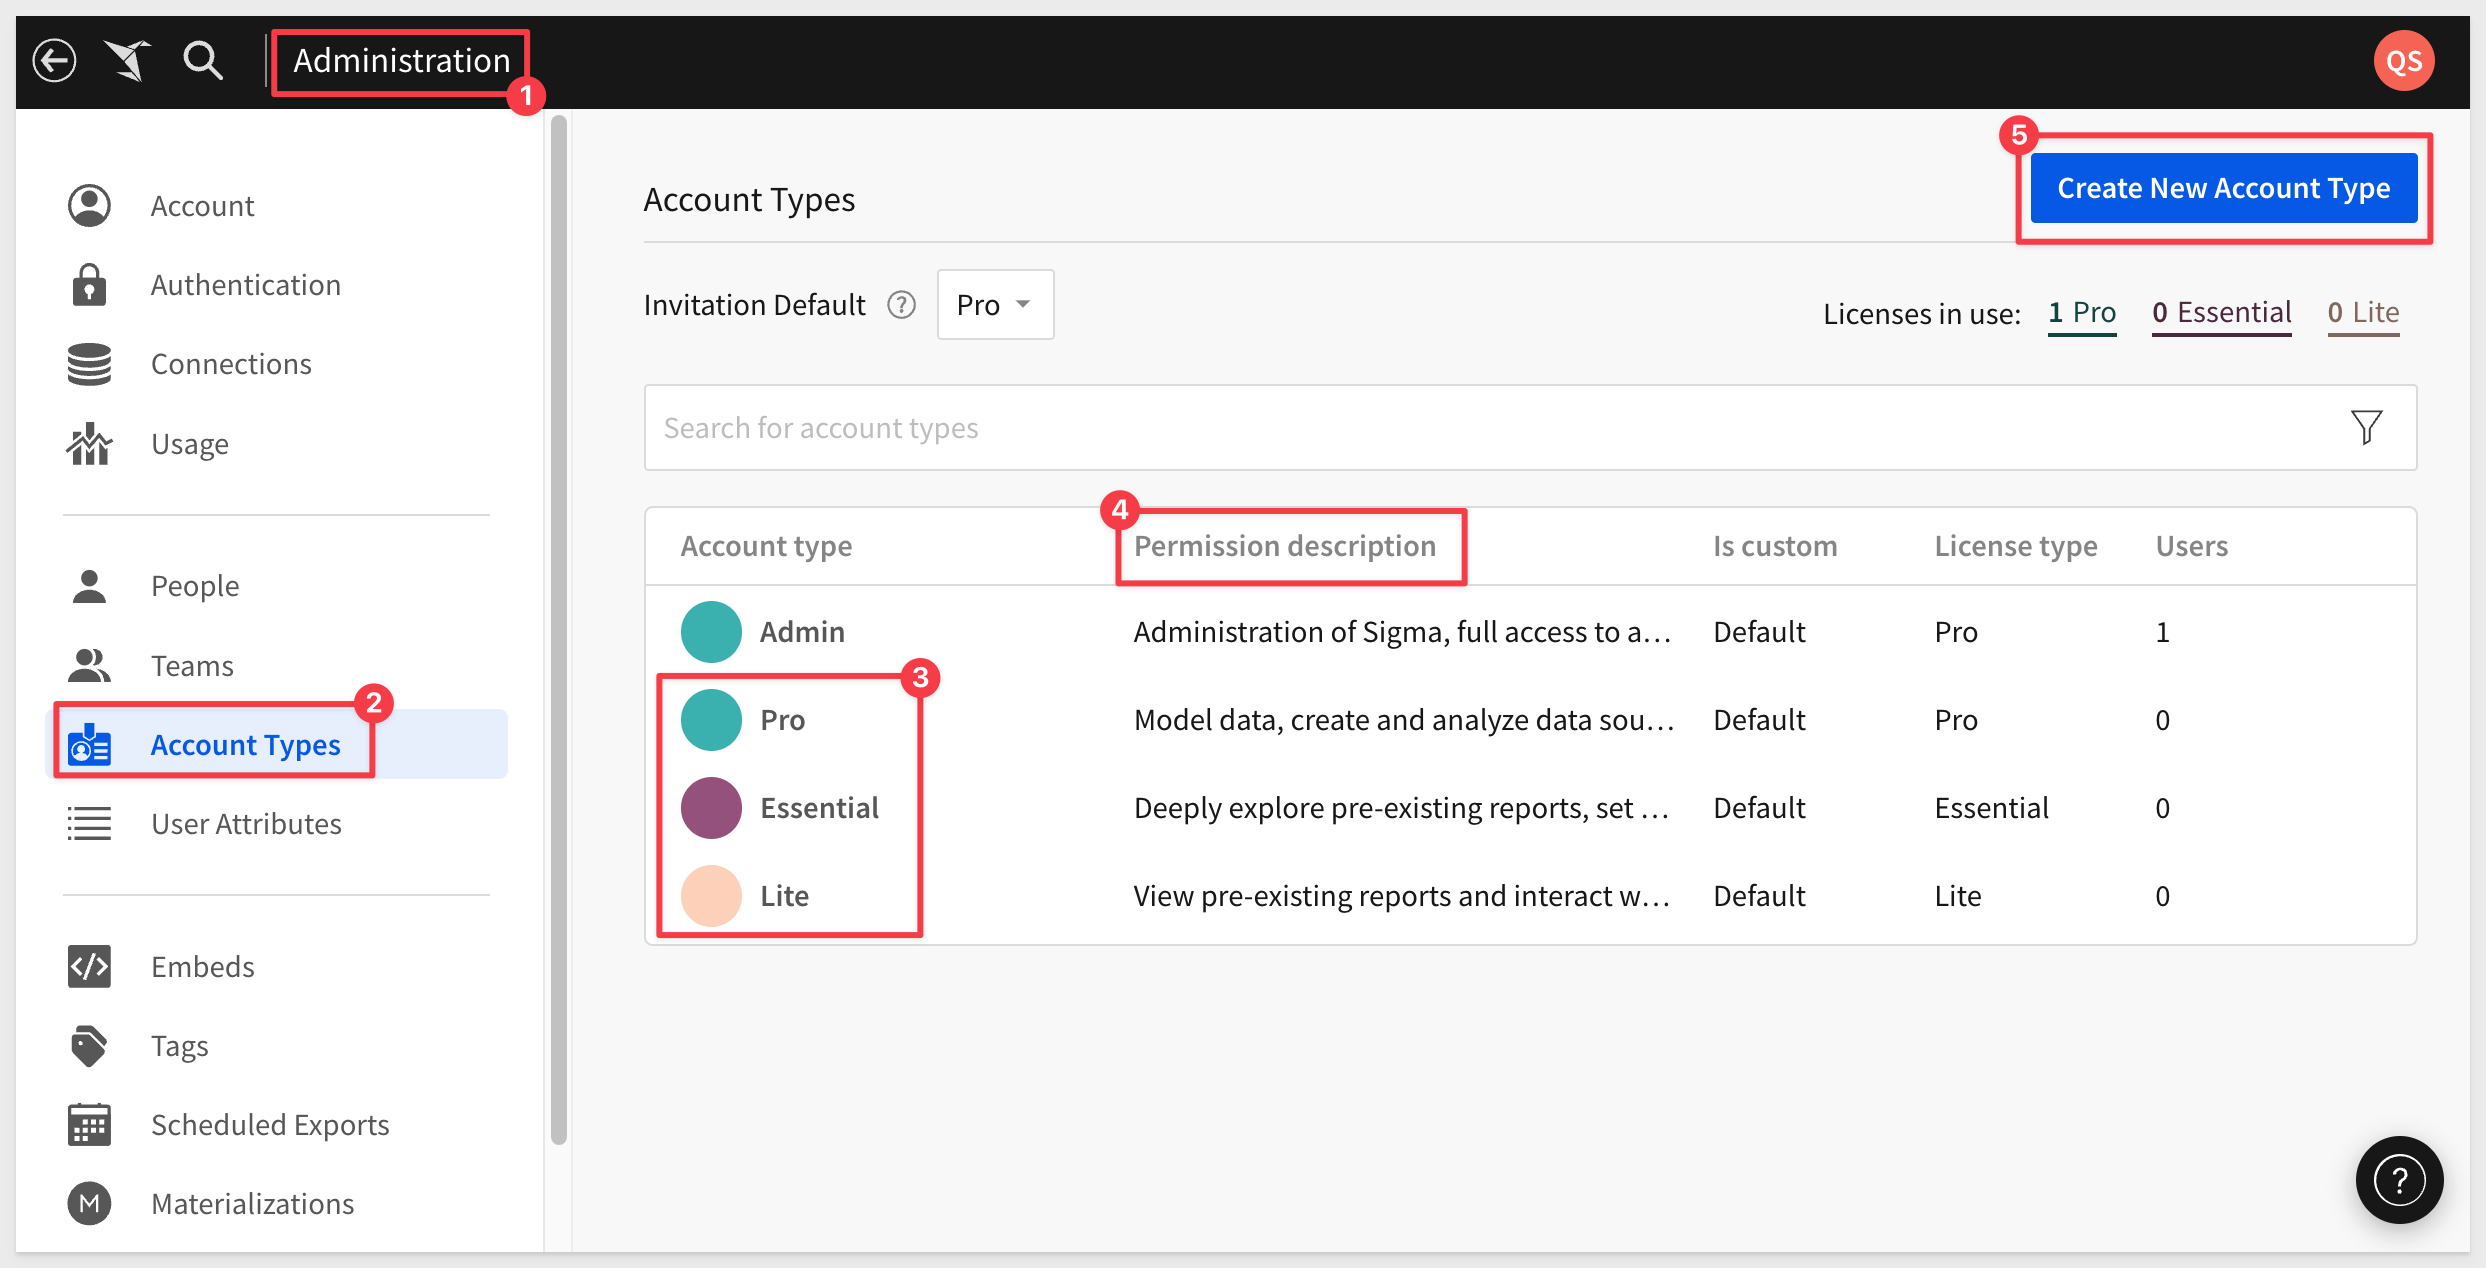 Administration
1
QS
Account
Authentication
Connections
Usage
People
Teams
2
Account Types
User Attributes
Embeds
Tags
Scheduled Exports
M
Materializations
5
Account Types
Create New Account Type
Invitation Default ? Pro
Licenses in use: 1 Pro 0 Essential 0 Lite
Search for account types
4
Account type Permission description Is custom License type Users
Admin Administration of Sigma, full access to a... Default Pro 1
3
Pro Model data, create and analyze data sou... Default Pro 0
Essential Deeply explore pre-existing reports, set ... Default Essential 0
Lite View pre-existing reports and interact w... Default Lite 0
?